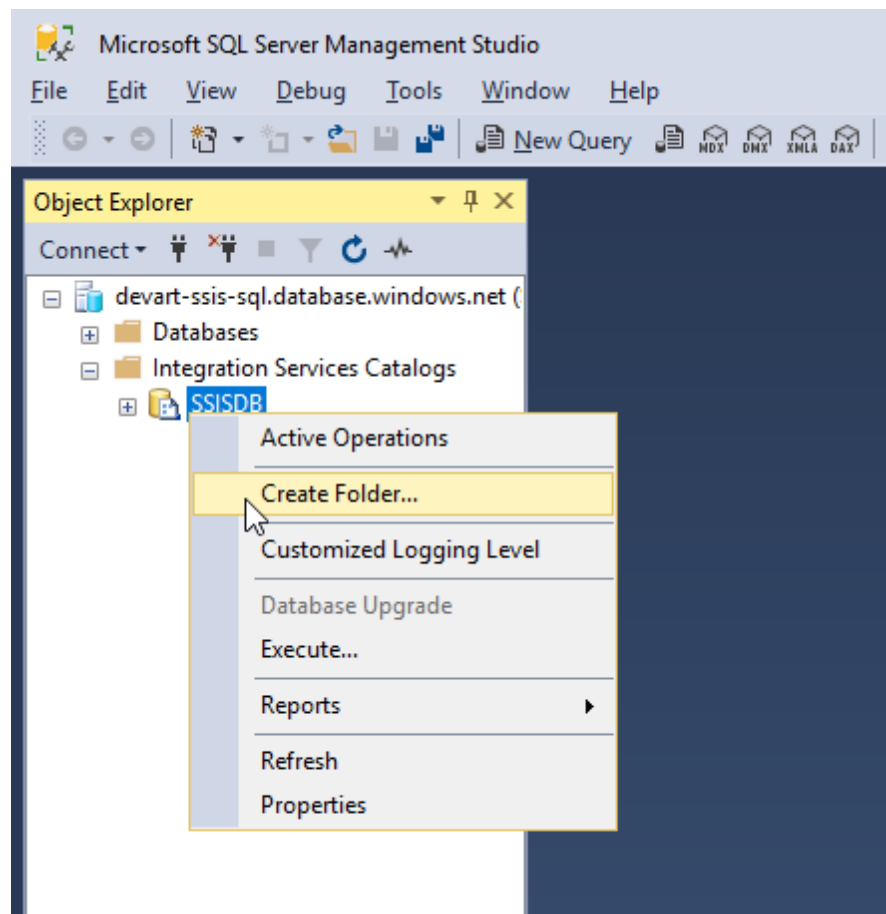 Microsoft SQL Server Management Studio
File Edit View Debug Tools Window Help
New Query MDX DMX XMLA DAX
Object Explorer
Connect
devart-ssis-sql.database.windows.net (
Databases
Integration Services Catalogs
SSISDB
Active Operations
Create Folder...
Customized Logging Level
Database Upgrade
Execute...
Reports
Refresh
Properties